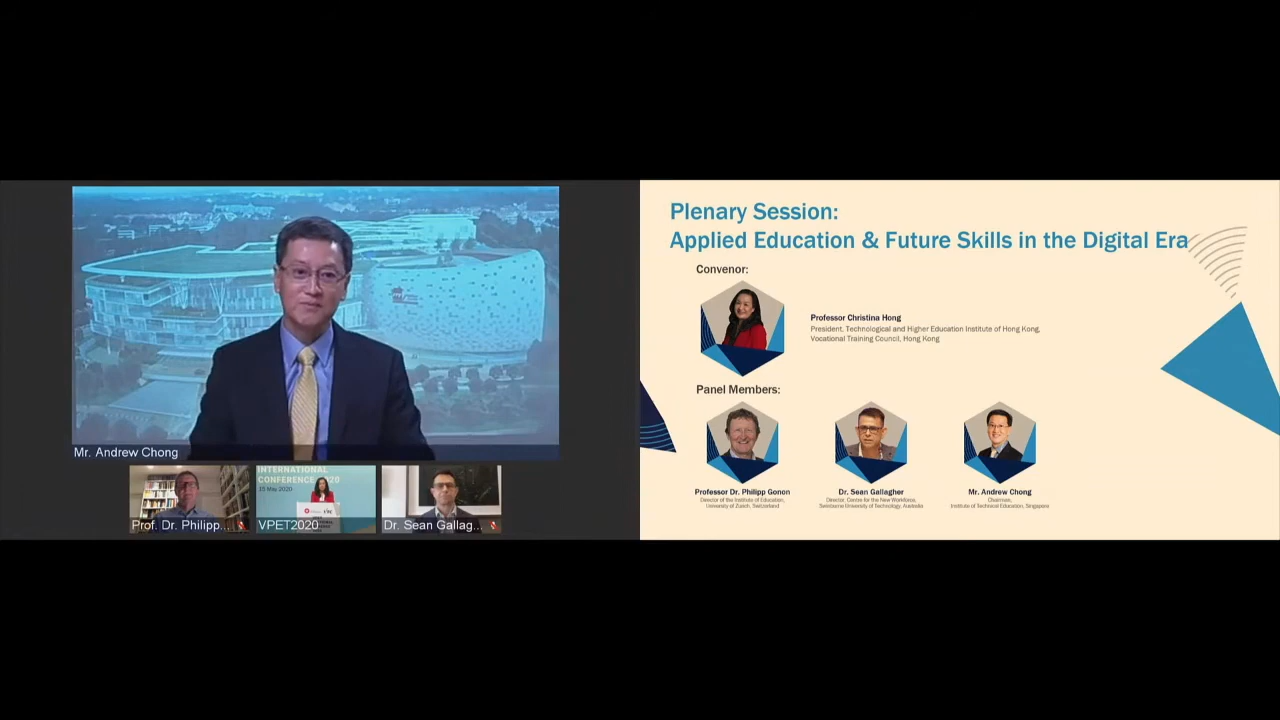 Mr. Andrew Chong
INTERNATIONAL
CONFERENCE 2020
15 May 2020
Prof. Dr. Philipp...
VPET2020
Dr. Sean Gallag...
Plenary Session:
Applied Education & Future Skills in the Digital Era
Convenor:
Professor Christina Hong
President, Technological and Higher Education Institute of Hong Kong,
Vocational Training Council, Hong Kong
Panel Members:
Professor Dr. Philipp Gonon
Director of the Institute of Education,
University of Zurich, Switzerland
Dr. Sean Gallagher
Director, Centre for the New Workforce,
Swinburne University of Technology, Australia
Mr. Andrew Chong
Chairman,
Institute of Technical Education, Singapore